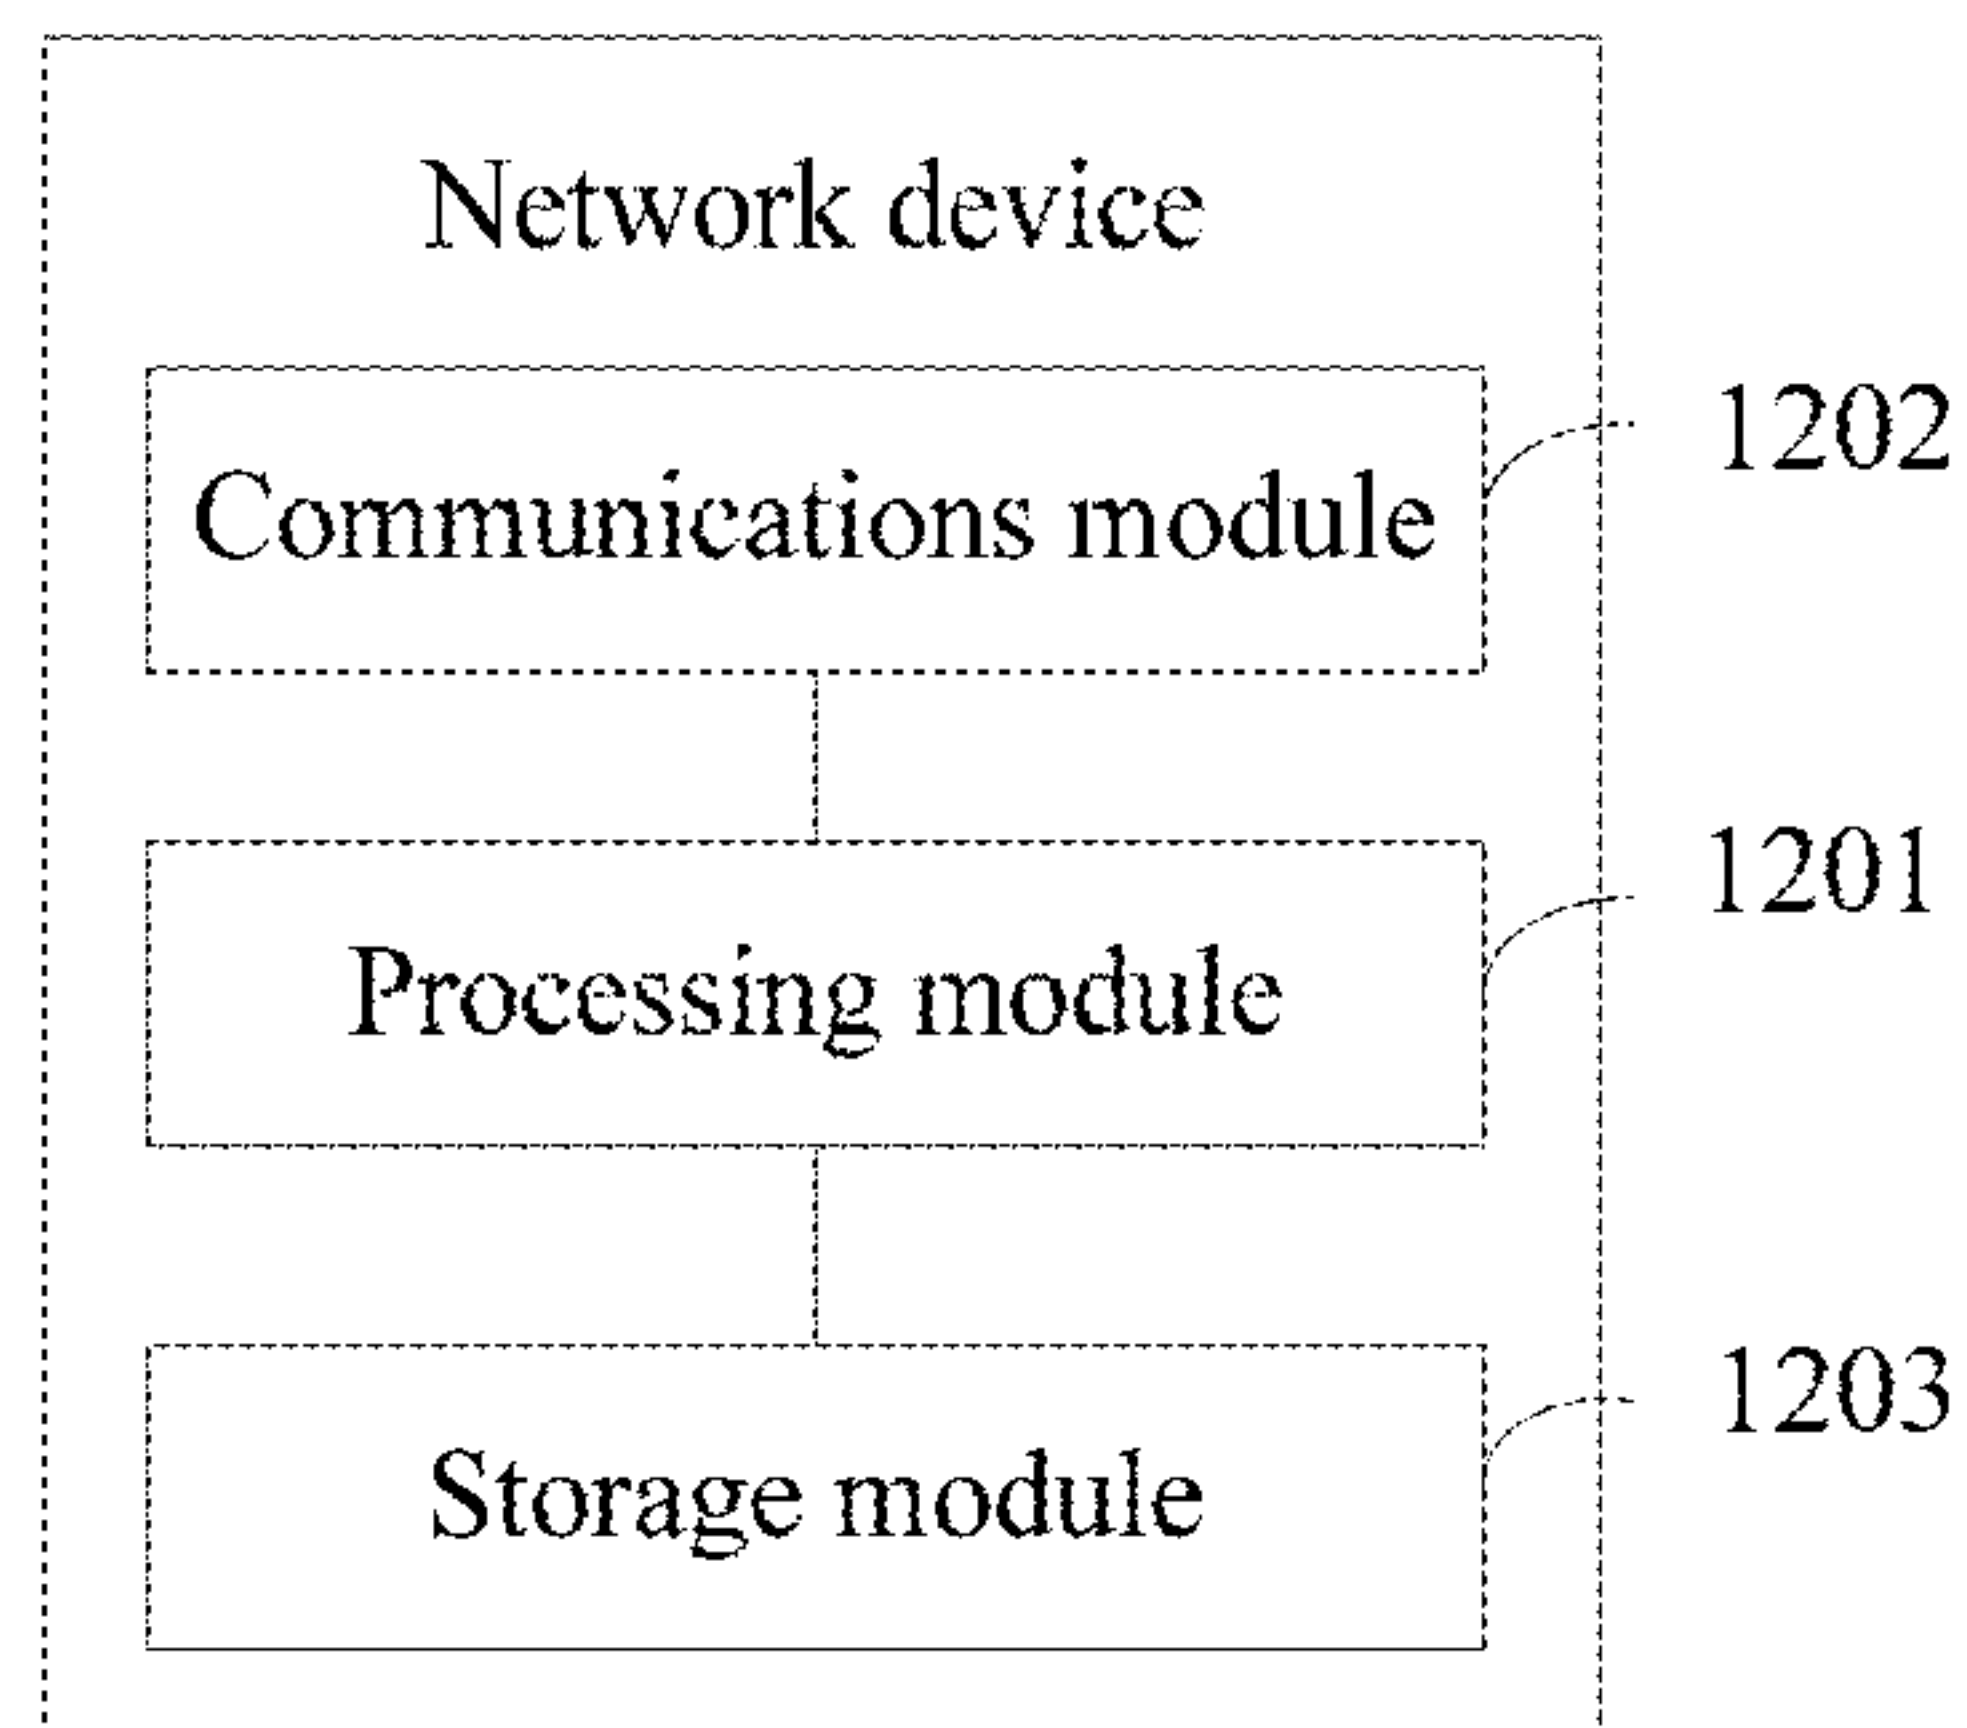 Network device
1202
Communications module
1201
Processing module
1203
Storage module